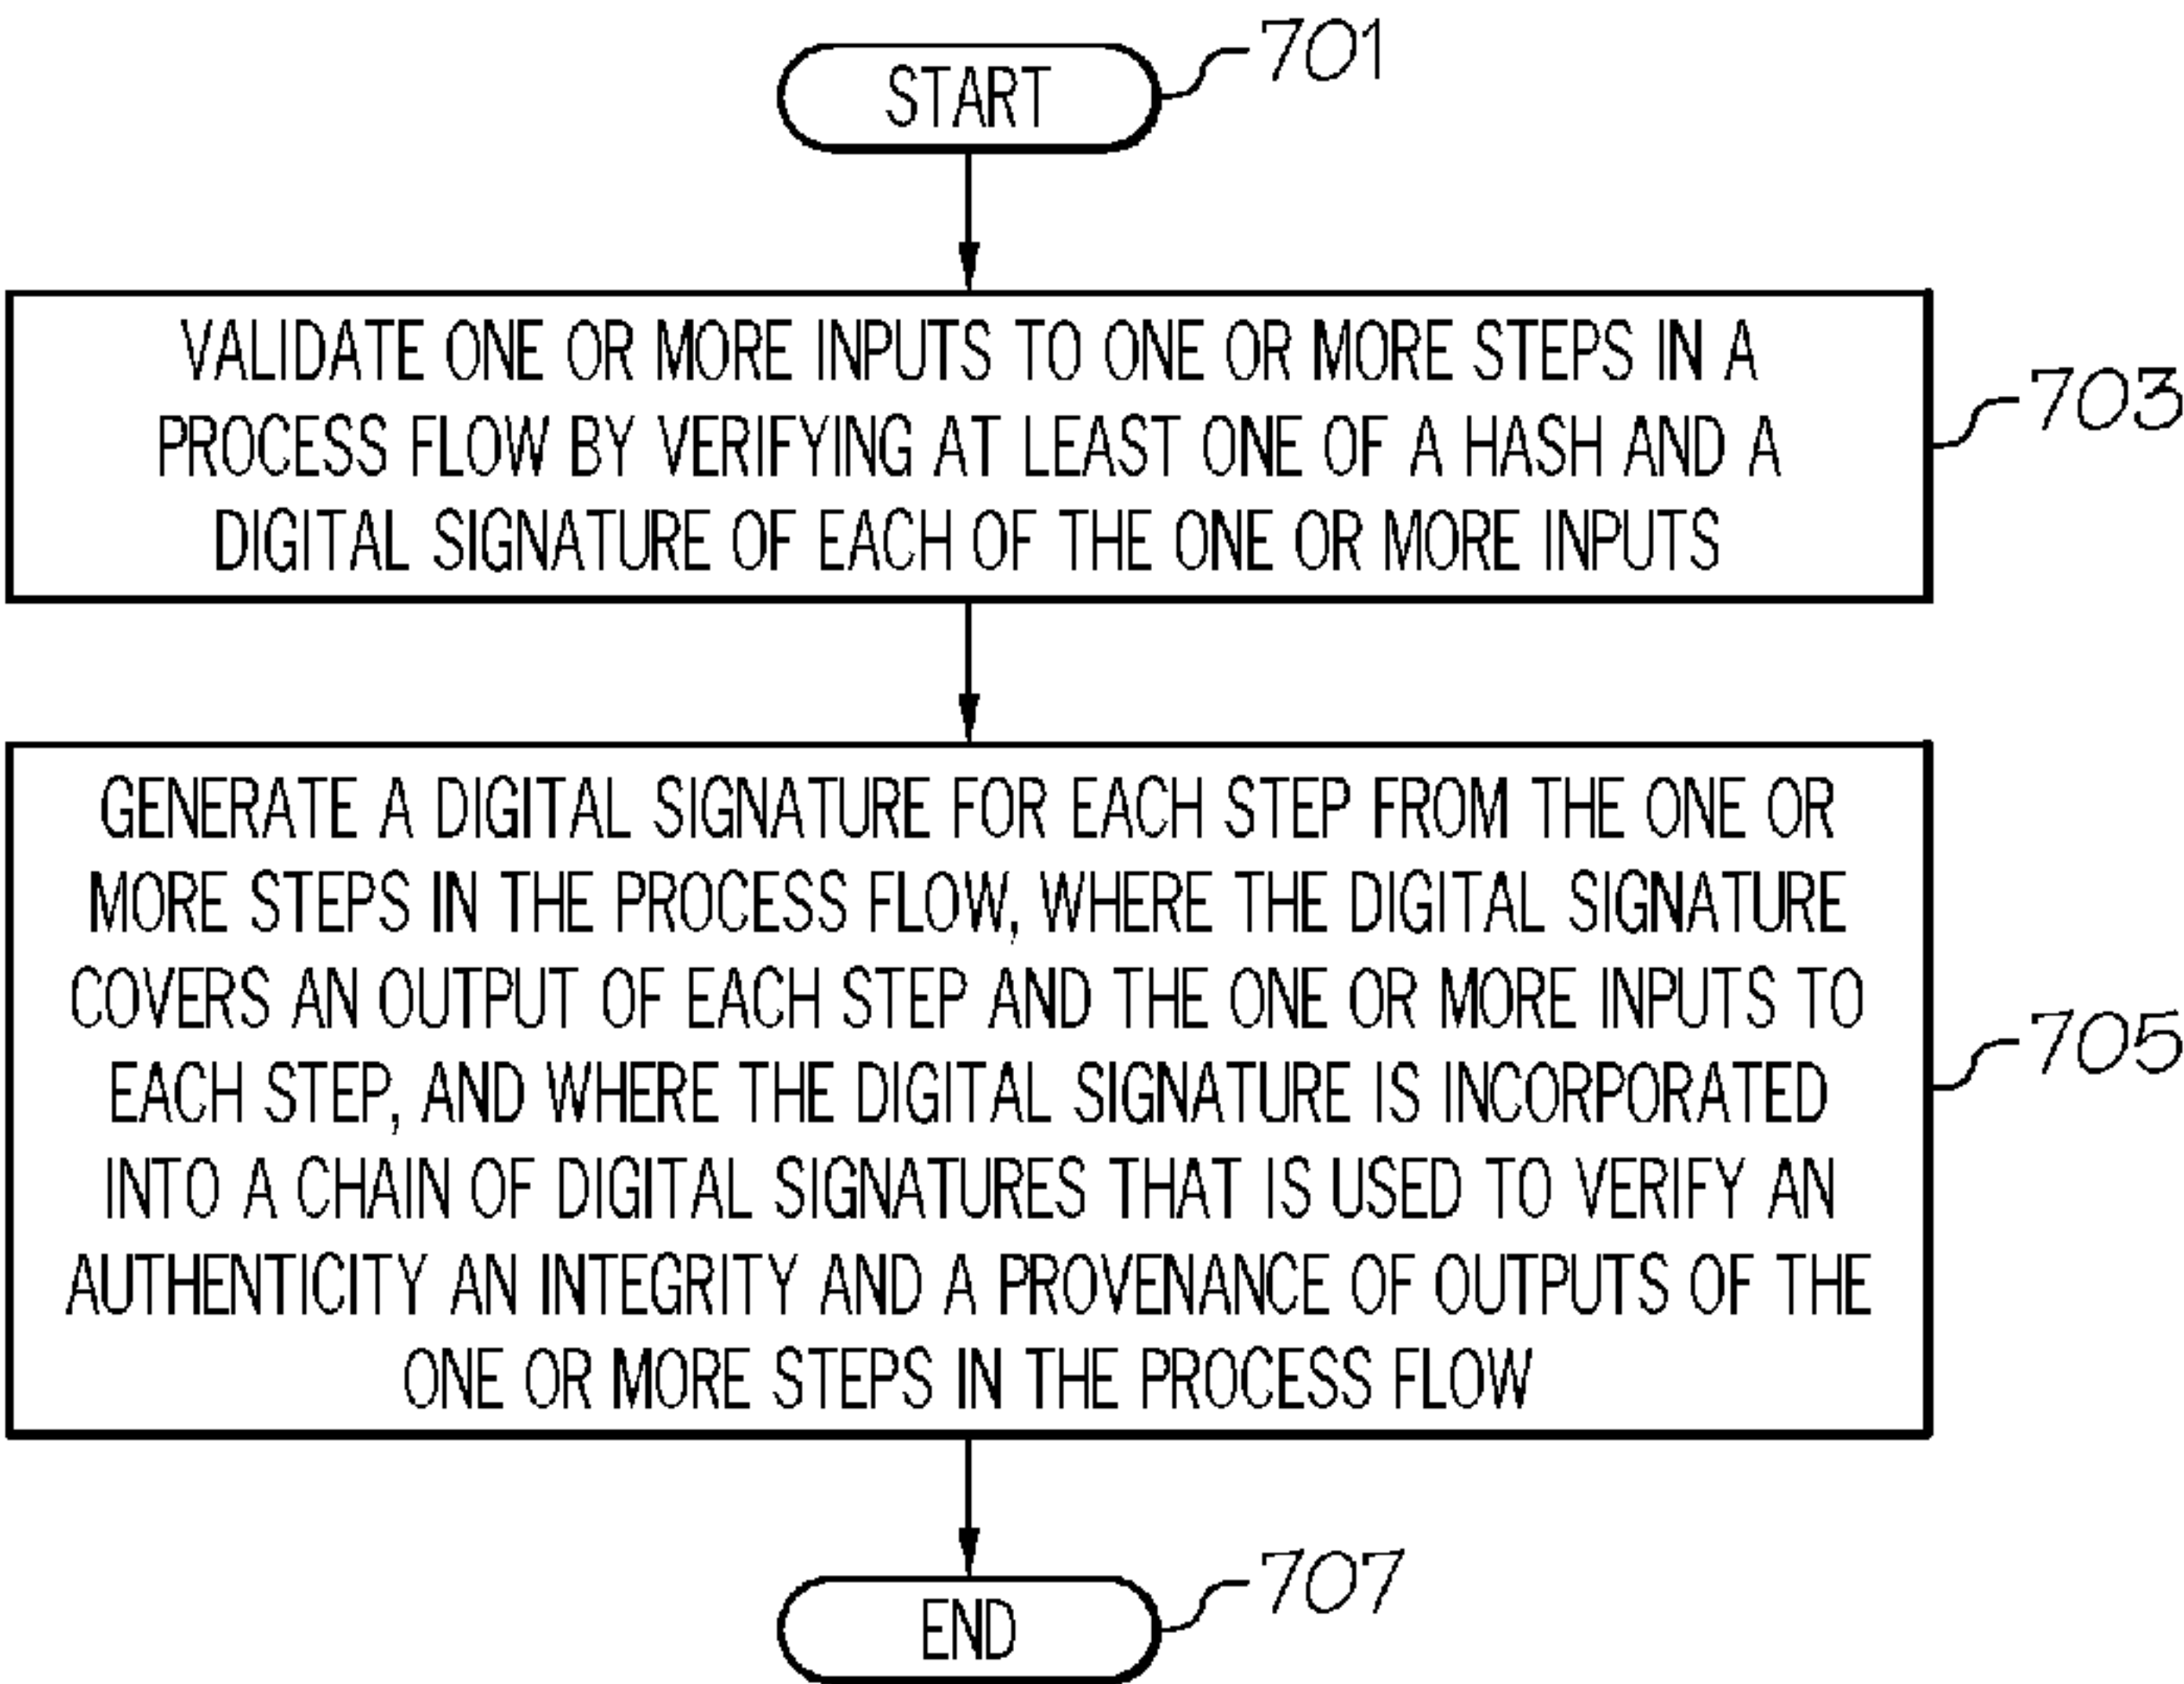 START
701
VALIDATE ONE OR MORE INPUTS TO ONE OR MORE STEPS IN A
PROCESS FLOW BY VERIFYING AT LEAST ONE OF A HASH AND A
DIGITAL SIGNATURE OF EACH OF THE ONE OR MORE INPUTS
703
GENERATE A DIGITAL SIGNATURE FOR EACH STEP FROM THE ONE OR
MORE STEPS IN THE PROCESS FLOW, WHERE THE DIGITAL SIGNATURE
COVERS AN OUTPUT OF EACH STEP AND THE ONE OR MORE INPUTS TO
EACH STEP, AND WHERE THE DIGITAL SIGNATURE IS INCORPORATED
INTO A CHAIN OF DIGITAL SIGNATURES THAT IS USED TO VERIFY AN
AUTHENTICITY AN INTEGRITY AND A PROVENANCE OF OUTPUTS OF THE
ONE OR MORE STEPS IN THE PROCESS FLOW
705
END
707